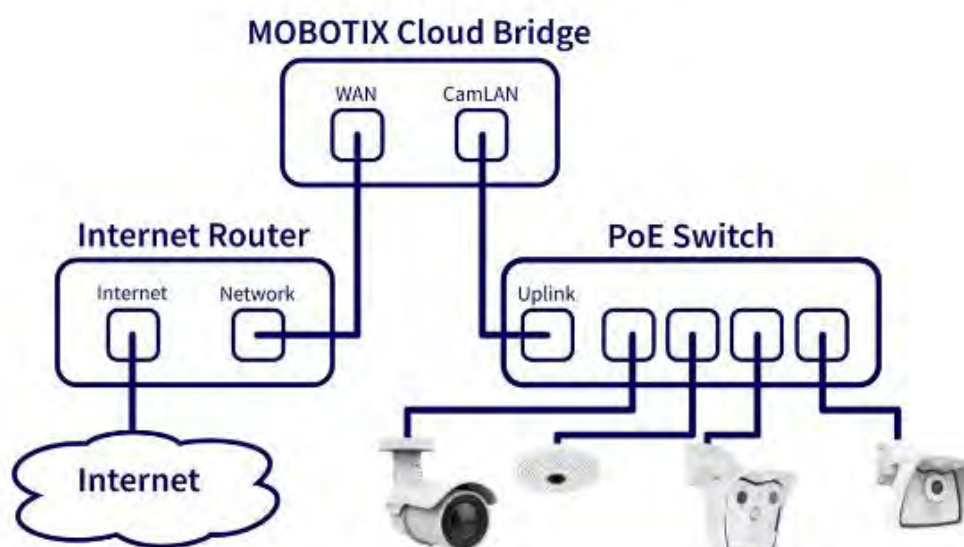 MOBOTIX Cloud Bridge
WAN
CamLAN
Internet Router
PoE Switch
Internet
Network
Uplink
Internet